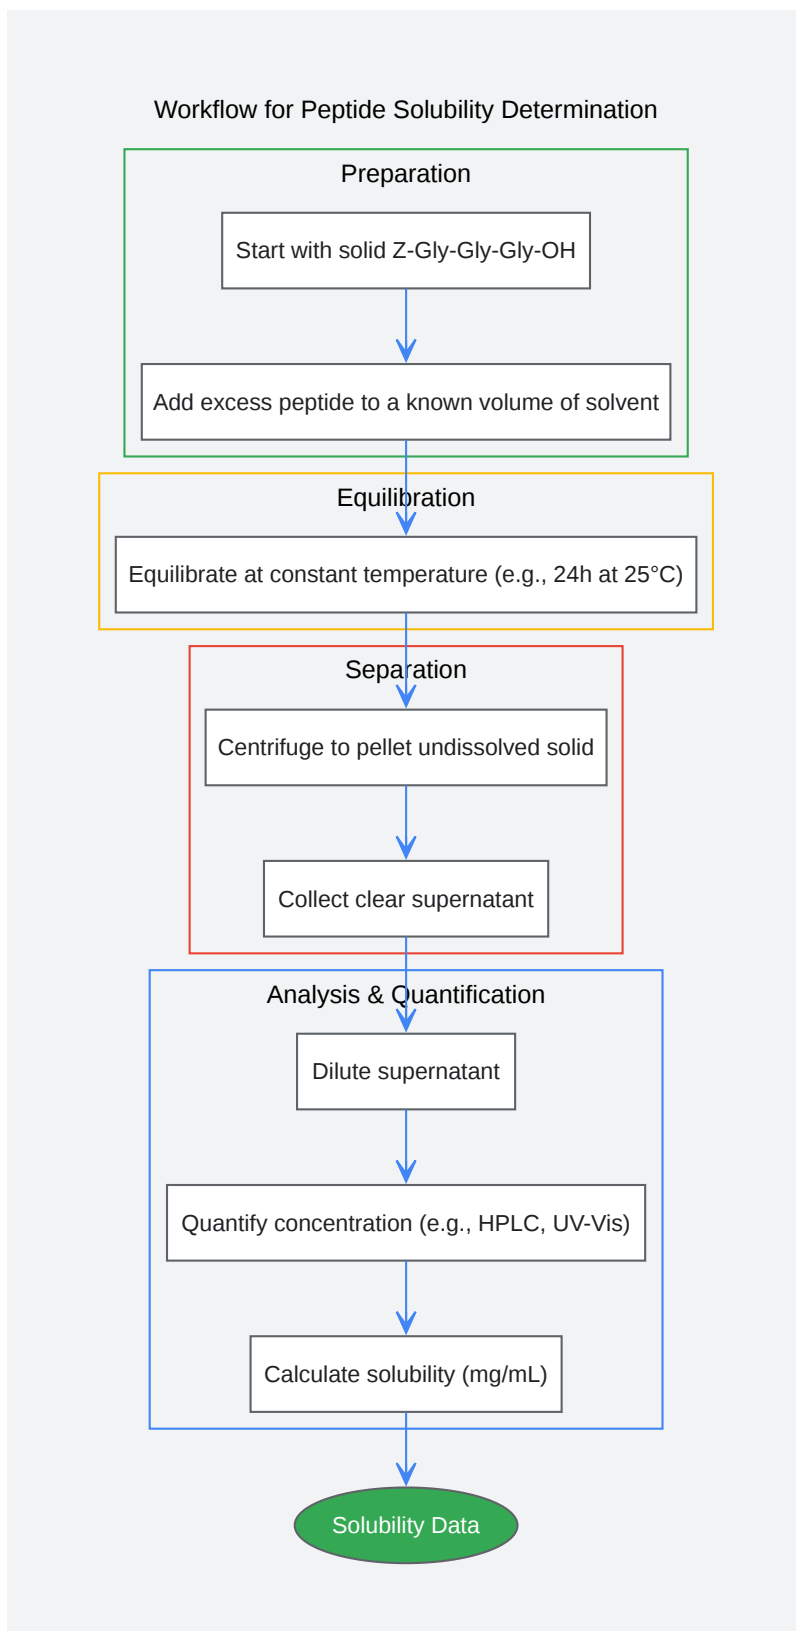 Workflow for Peptide Solubility Determination
Preparation
Start with solid Z-Gly-Gly-Gly-OH
Add excess peptide to a known volume of solvent
Equilibration
Equilibrate at constant temperature (e.g., 24h at 25°C)
Separation
Centrifuge to pellet undissolved solid
Collect clear supernatant
Analysis & Quantification
Dilute supernatant
Quantify concentration (e.g., HPLC, UV-Vis)
Calculate solubility (mg/mL)
Solubility Data